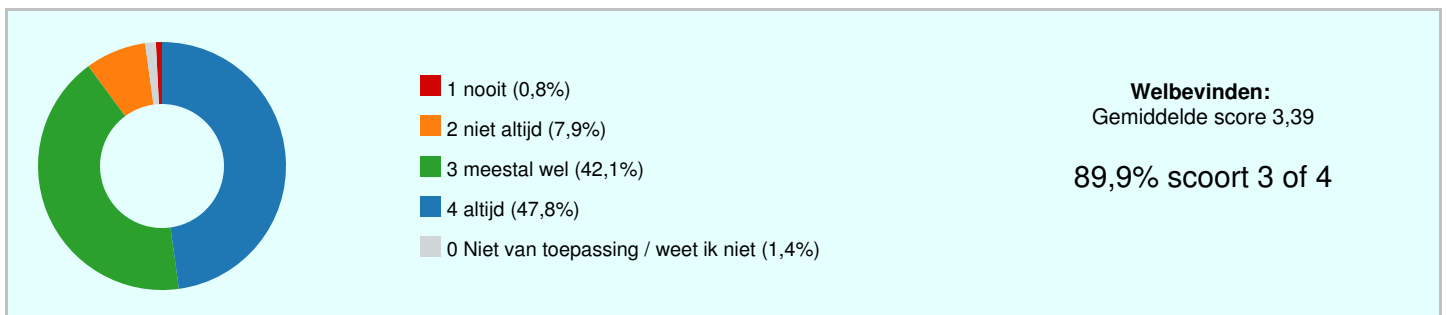 1 nooit (0,8%)
2 niet altijd (7,9%)
3 meestal wel (42,1%)
4 altijd (47,8%)
0 Niet van toepassing / weet ik niet (1,4%)
Welbevinden:
Gemiddelde score 3,39
89,9% scoort 3 of 4